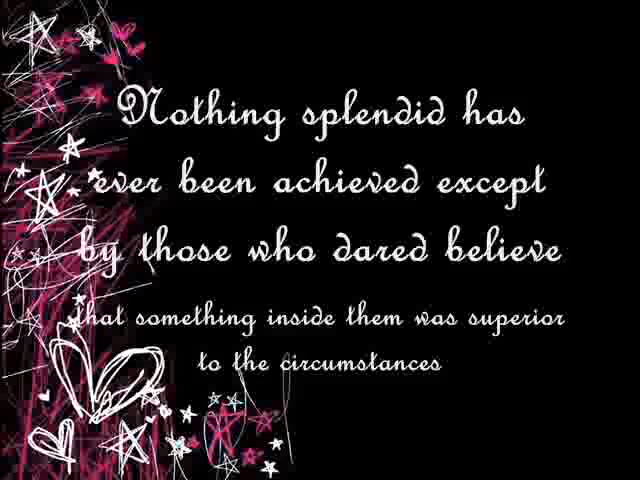 Nothing splendid has
ever been achieved except
by those who dared believe
that something inside them was superior
to the circumstances